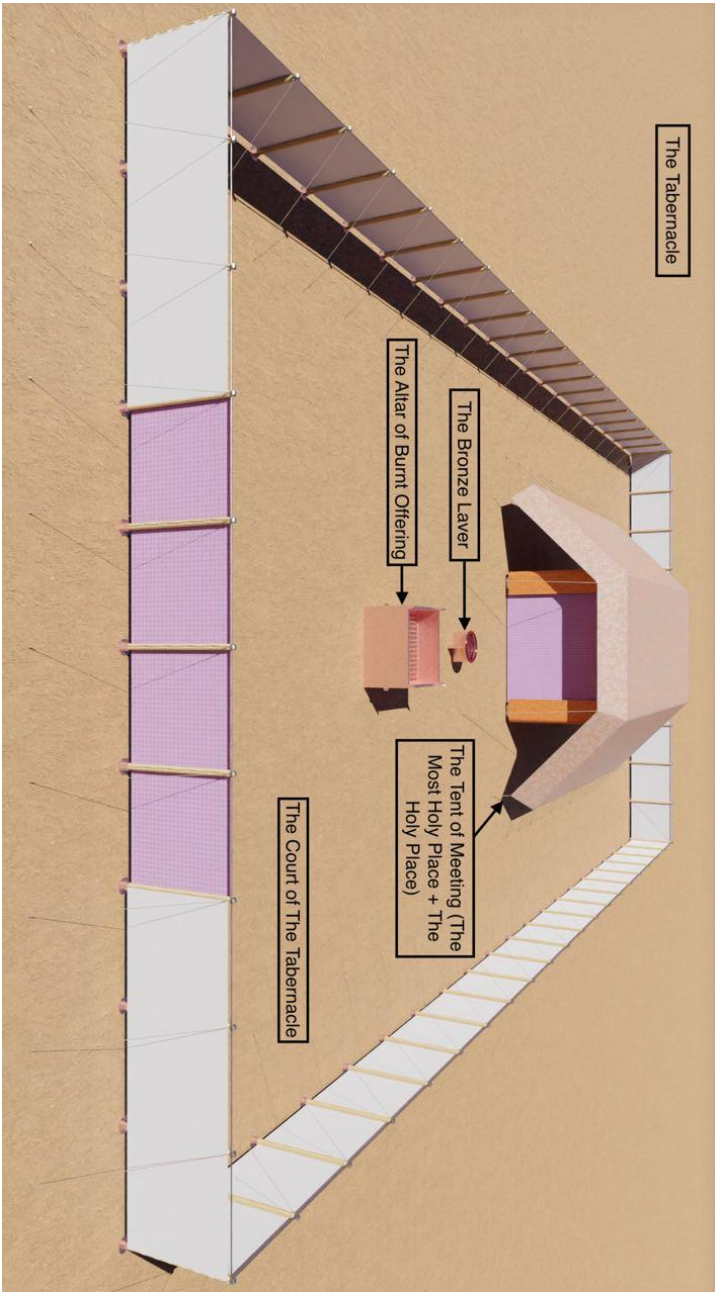 The Tabernacle
The Tent of Meeting (The
Most Holy Place + The
Holy Place)
The Bronze Laver
The Altar of Burnt Offering
The Court of The Tabernacle